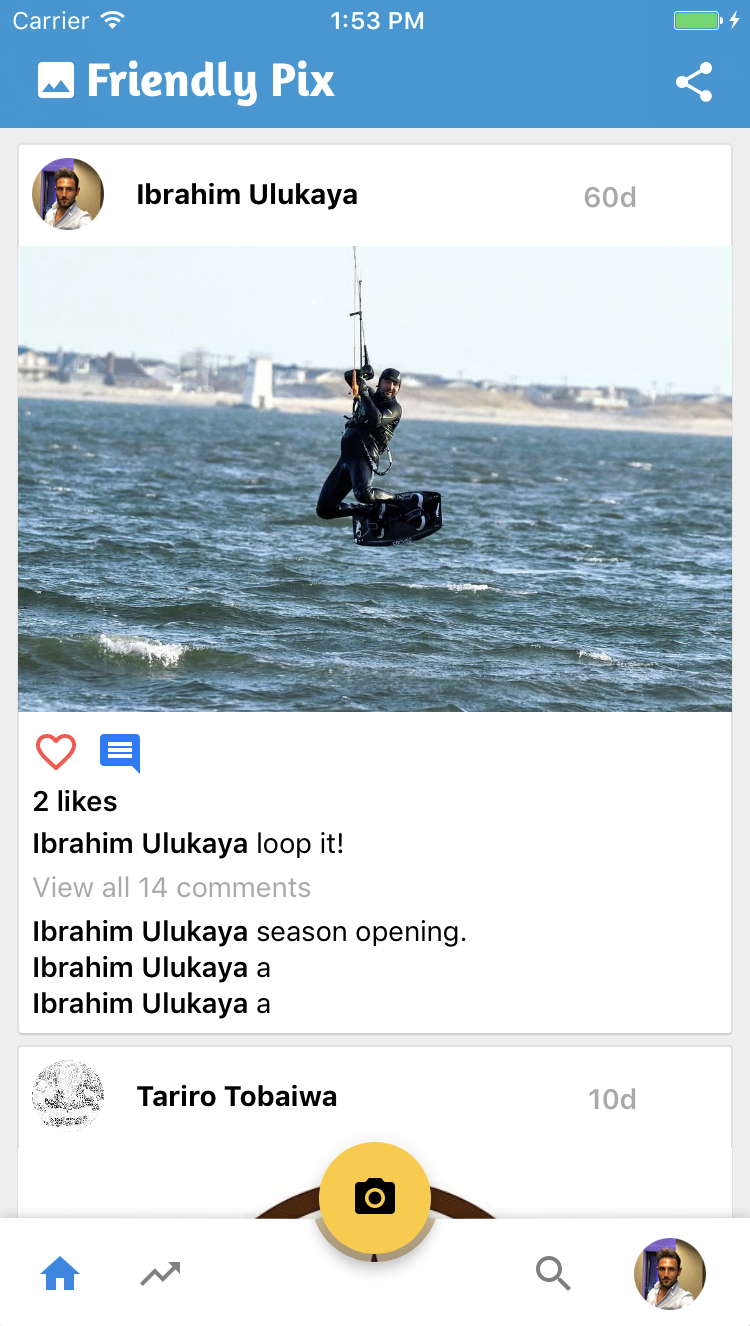 Carrier 1:53 PM
Friendly Pix
Ibrahim Ulukaya 60d
2 likes
Ibrahim Ulukaya loop it!
View all 14 comments
Ibrahim Ulukaya season opening.
Ibrahim Ulukaya a
Ibrahim Ulukaya a
Tariro Tobaiwa 10d